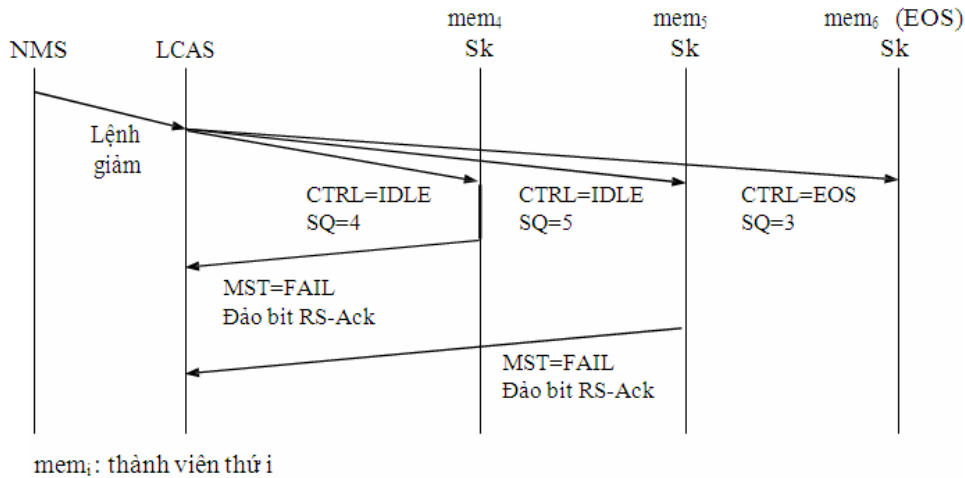 mem4 mem5 mem6 (EOS)
NMS LCAS Sk Sk Sk
Lệnh
giảm
CTRL=IDLE CTRL=IDLE CTRL=EOS
SQ=4 SQ=5 SQ=3
MST=FAIL
Đảo bit RS-Ack
MST=FAIL
Đảo bit RS-Ack
memi: thành viên thứ i